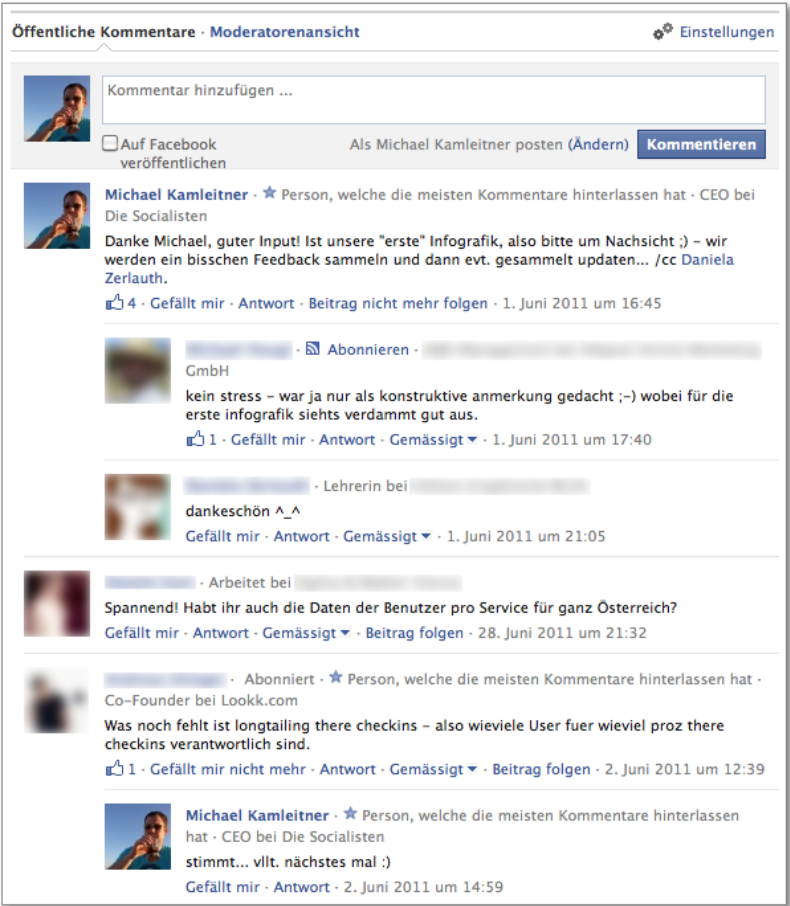 Öffentliche Kommentare · Moderatorenansicht
Einstellungen
Kommentar hinzufügen ...
Auf Facebook
veröffentlichen
Als Michael Kamleitner posten (Ändern)
Kommentieren
Michael Kamleitner · Person, welche die meisten Kommentare hinterlassen hat · CEO bei
Die Socialisten
Danke Michael, guter Input! Ist unsere "erste" Infografik, also bitte um Nachsicht ;) – wir
werden ein bisschen Feedback sammeln und dann evt. gesammelt updaten... /cc Daniela
Zerlauth.
4 · Gefällt mir · Antwort · Beitrag nicht mehr folgen · 1. Juni 2011 um 16:45
· Abonnieren ·
GmbH
kein stress – war ja nur als konstruktive anmerkung gedacht ;-) wobei für die
erste infografik siehts verdammt gut aus.
1 · Gefällt mir · Antwort · Gemässigt · 1. Juni 2011 um 17:40
· Lehrerin bei
dankeschön ^_^
Gefällt mir · Antwort · Gemässigt · 1. Juni 2011 um 21:05
· Arbeitet bei
Spannend! Habt ihr auch die Daten der Benutzer pro Service für ganz Österreich?
Gefällt mir · Antwort · Gemässigt · Beitrag folgen · 28. Juni 2011 um 21:32
· Abonniert · Person, welche die meisten Kommentare hinterlassen hat ·
Co-Founder bei Lookk.com
Was noch fehlt ist longtailing there checkins – also wieviele User fuer wieviel proz there
checkins verantwortlich sind.
1 · Gefällt mir nicht mehr · Antwort · Gemässigt · Beitrag folgen · 2. Juni 2011 um 12:39
Michael Kamleitner · Person, welche die meisten Kommentare hinterlassen
hat · CEO bei Die Socialisten
stimmt... vllt. nächstes mal :)
Gefällt mir · Antwort · 2. Juni 2011 um 14:59